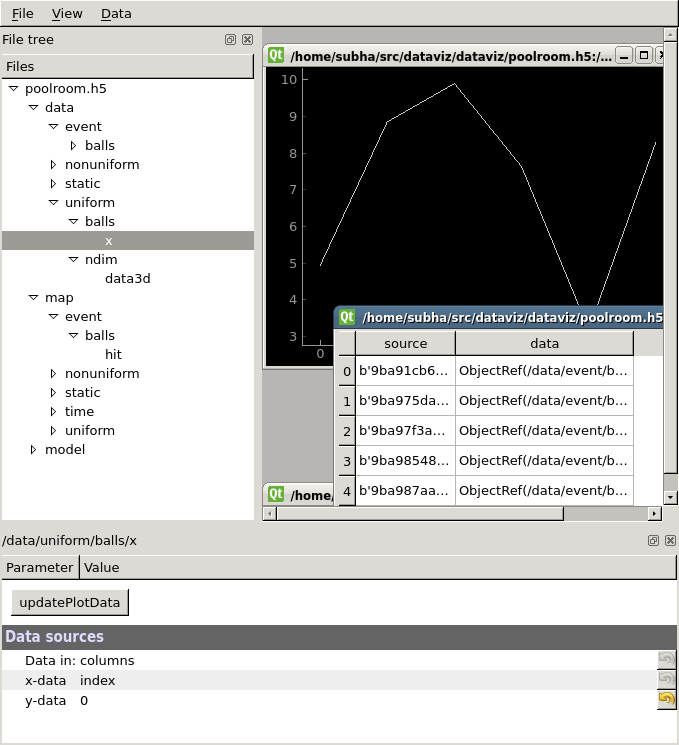 File View Data
File tree
Files
poolroom.h5
data
event
balls
nonuniform
static
uniform
balls
x
ndim
data3d
map
event
balls
hit
nonuniform
static
time
uniform
model
Qt /home/subha/src/dataviz/dataviz/poolroom.h5:/...
10
9
8
7
6
5
4
3
0
Qt /home/subha/src/dataviz/dataviz/poolroom.h5
source data
0 b'9ba91cb6... ObjectRef(/data/event/b...
1 b'9ba975da... ObjectRef(/data/event/b...
2 b'9ba97f3a... ObjectRef(/data/event/b...
3 b'9ba98548... ObjectRef(/data/event/b...
4 b'9ba987aa... ObjectRef(/data/event/b...
Qt /home/
/data/uniform/balls/x
Parameter Value
updatePlotData
Data sources
Data in: columns
x-data index
y-data 0